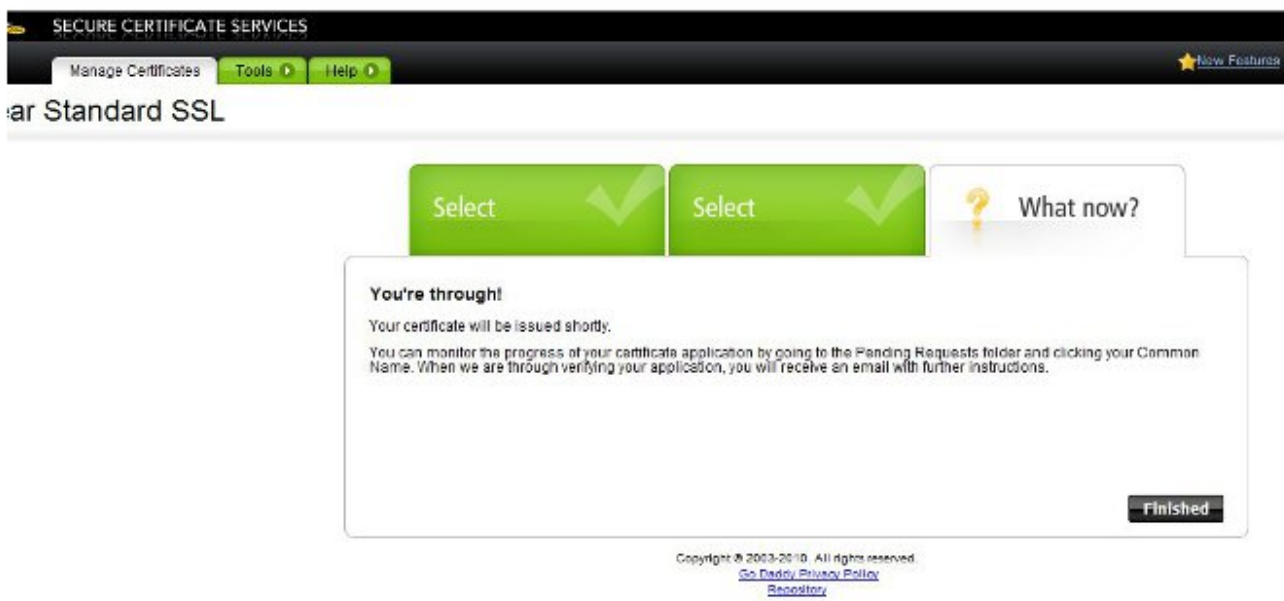 SECURE CERTIFICATE SERVICES
Manage Certificates Tools Help New Features
ear Standard SSL
Select Select What now?
You're through!
Your certificate will be issued shortly.
You can monitor the progress of your certificate application by going to the Pending Requests folder and clicking your Common
Name. When we are through verifying your application, you will receive an email with further instructions.
Finished
Copyright © 2003-2010. All rights reserved.
Go Daddy Privacy Policy
Repository